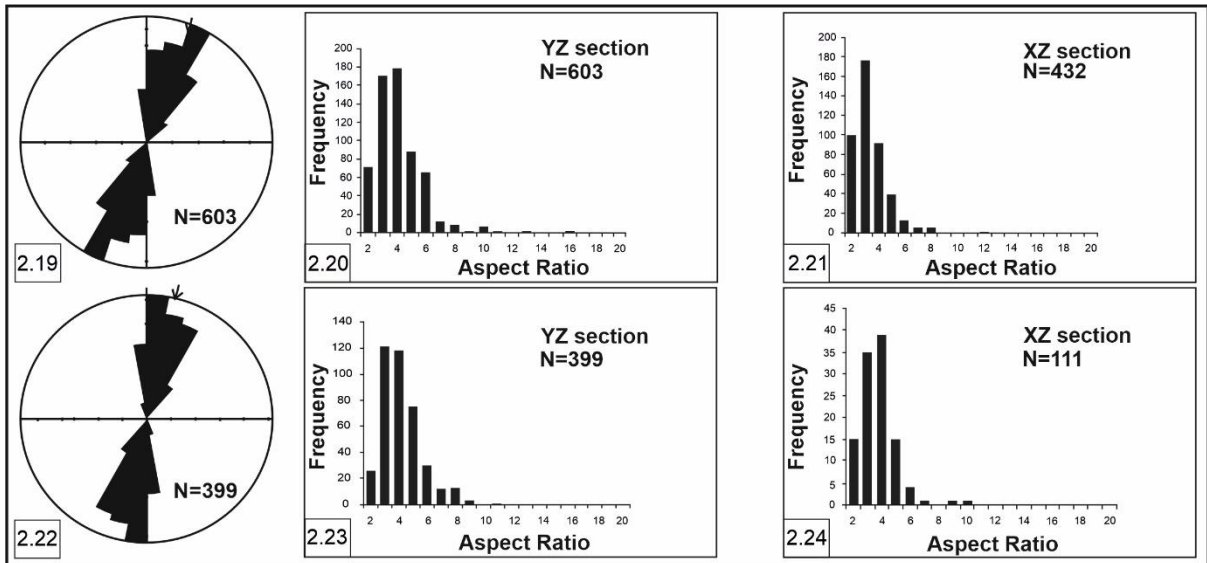 N=603
2.19
YZ section
N=603
Frequency
200
180
160
140
120
100
80
60
40
20
0
2 4 6 8 10 12 14 16 18 20
Aspect Ratio
2.20
XZ section
N=432
Frequency
200
180
160
140
120
100
80
60
40
20
0
2 4 6 8 10 12 14 16 18 20
Aspect Ratio
2.21
N=399
2.22
YZ section
N=399
Frequency
140
120
100
80
60
40
20
0
2 4 6 8 10 12 14 16 18 20
Aspect Ratio
2.23
XZ section
N=111
Frequency
45
40
35
30
25
20
15
10
5
0
2 4 6 8 10 12 14 16 18 20
Aspect Ratio
2.24